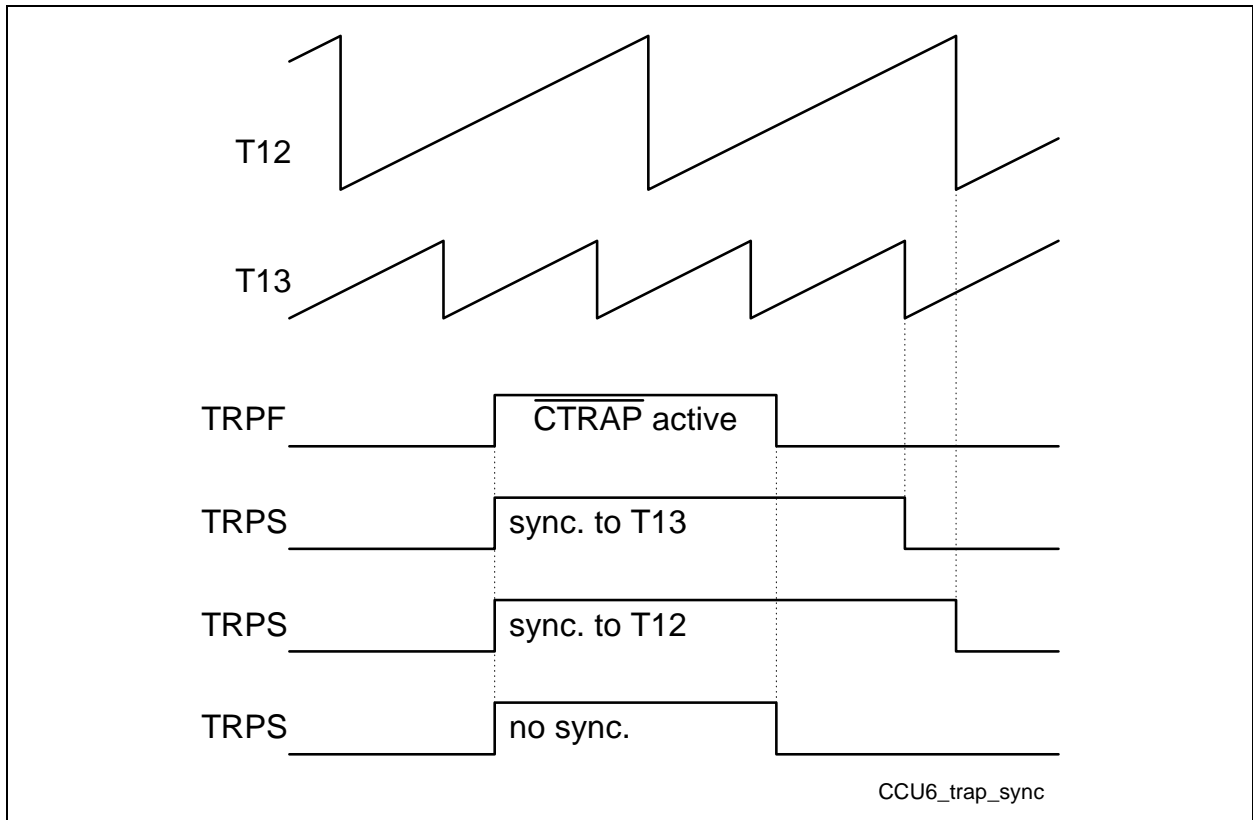 T12
T13
TRPF
CTRAP active
TRPS
sync. to T13
TRPS
sync. to T12
TRPS
no sync.
CCU6_trap_sync